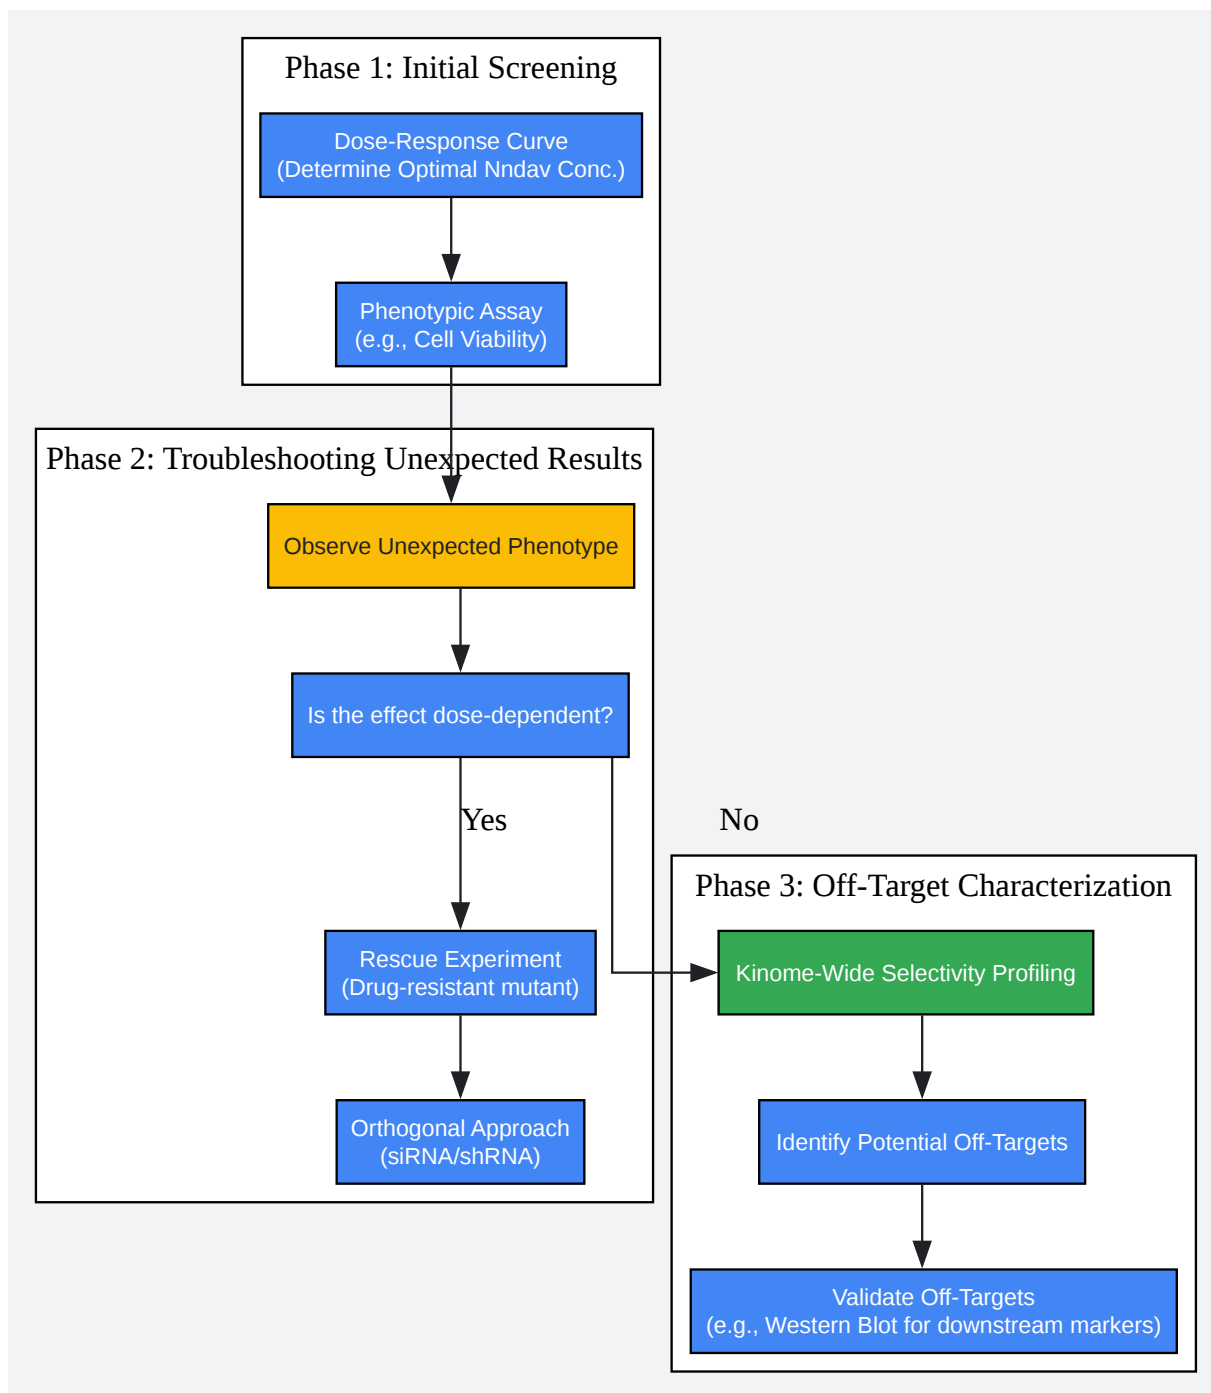 Phase 1: Initial Screening
Dose-Response Curve
(Determine Optimal Nndav Conc.)
Phenotypic Assay
(e.g., Cell Viability)
Phase 2: Troubleshooting Unexpected Results
Observe Unexpected Phenotype
Is the effect dose-dependent?
Yes
No
Rescue Experiment
(Drug-resistant mutant)
Orthogonal Approach
(siRNA/shRNA)
Phase 3: Off-Target Characterization
Kinome-Wide Selectivity Profiling
Identify Potential Off-Targets
Validate Off-Targets
(e.g., Western Blot for downstream markers)